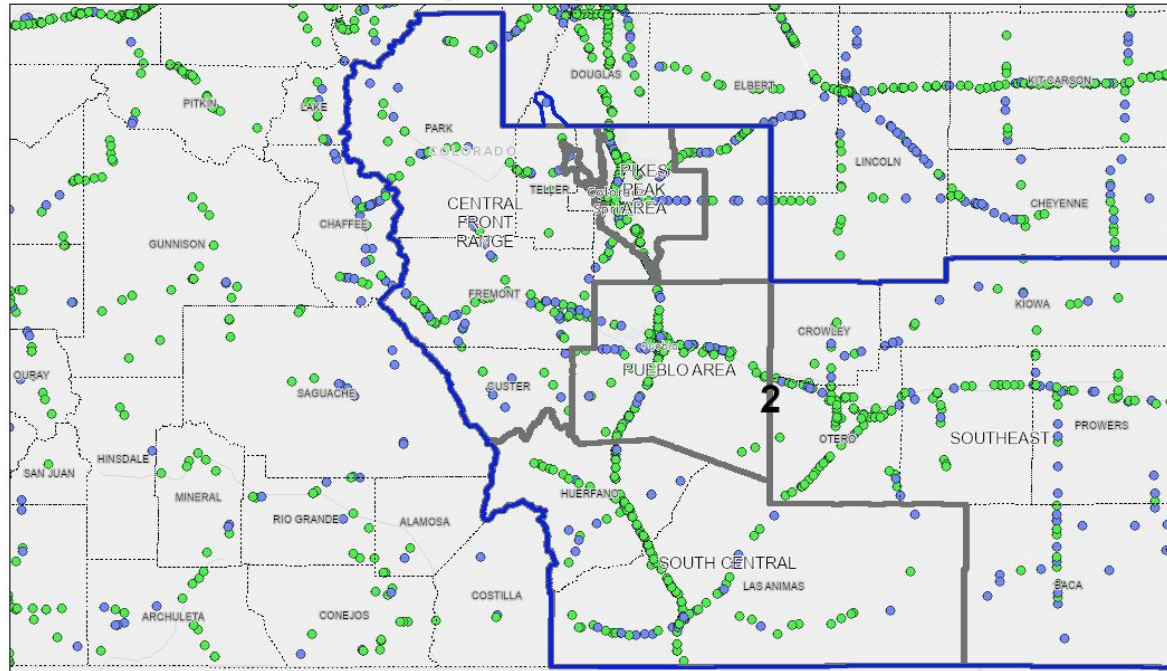 DOUGLAS
ELBERT
KIT CARSON
PITKIN
LAKE
PARK
COLORADO
LINCOLN
TELLER
PIKES
PEAK
AREA
CENTRAL
FRONT
RANGE
CHEYENNE
CHAFFEE
GUNNISON
FREMONT
KIOWA
CROWLEY
Pueblo
PUEBLO AREA
OURAY
SAGUACHE
CUSTER
2
PROWERS
OTERO
SOUTHEAST
SAN JUAN
HINSDALE
MINERAL
HUERFANO
RIO GRANDE
ALAMOSA
SOUTH CENTRAL
LAS ANIMAS
BACA
COSTILLA
ARCHULETA
CONEJOS